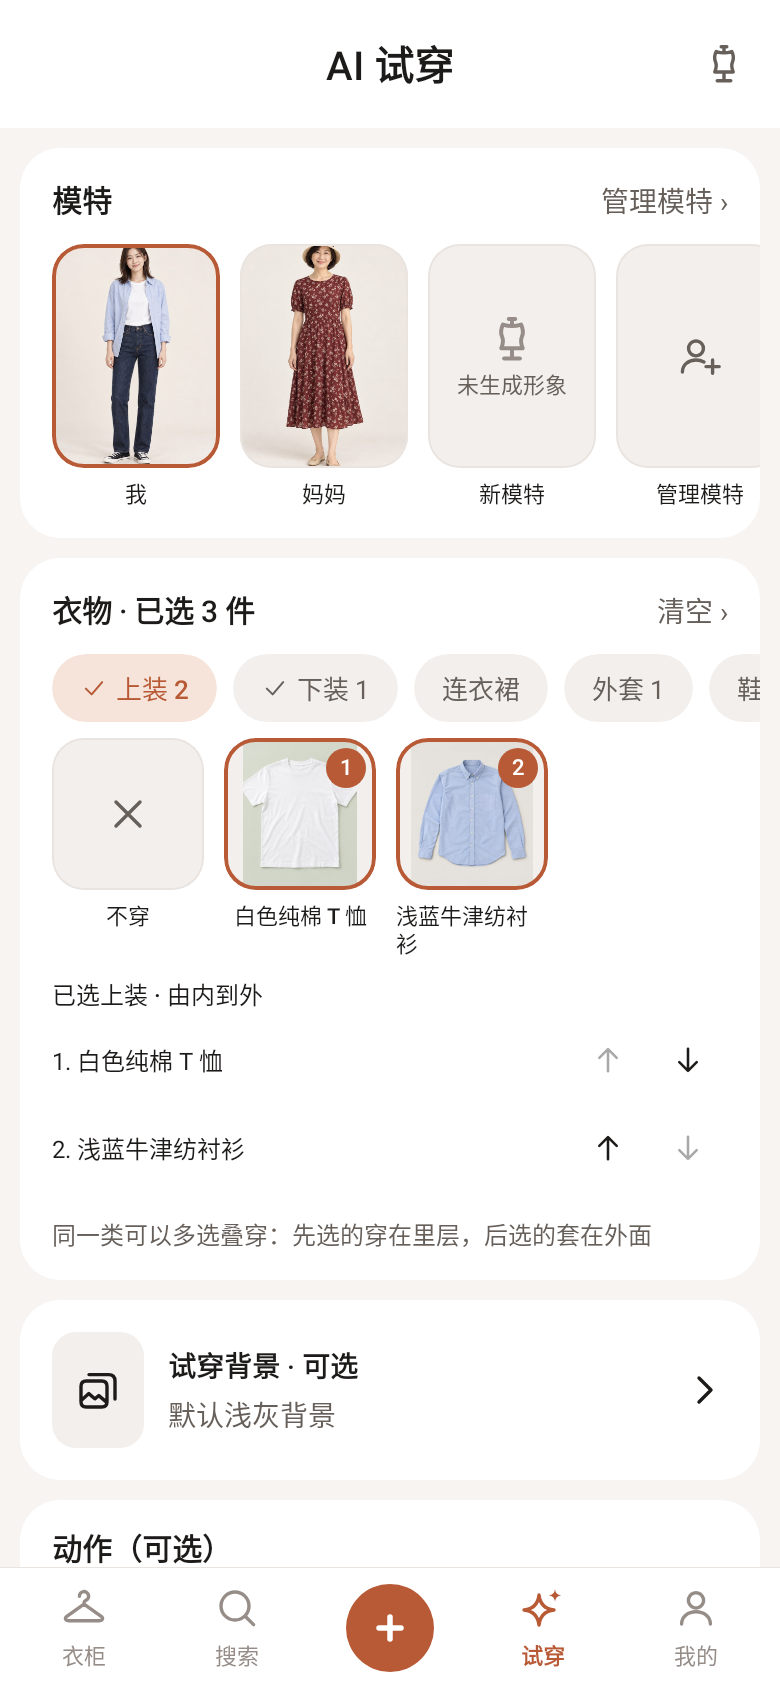 AI 试穿
模特
管理模特 ›
未生成形象
我
妈妈
新模特
管理模特
衣物 · 已选 3 件
清空 ›
上装 2
下装 1
连衣裙
外套 1
鞋
不穿
1
白色纯棉 T 恤
2
浅蓝牛津纺衬
衫
已选上装 · 由内到外
1. 白色纯棉 T 恤
2. 浅蓝牛津纺衬衫
同一类可以多选叠穿：先选的穿在里层，后选的套在外面
试穿背景 · 可选
默认浅灰背景
动作（可选）
衣柜
搜索
试穿
我的